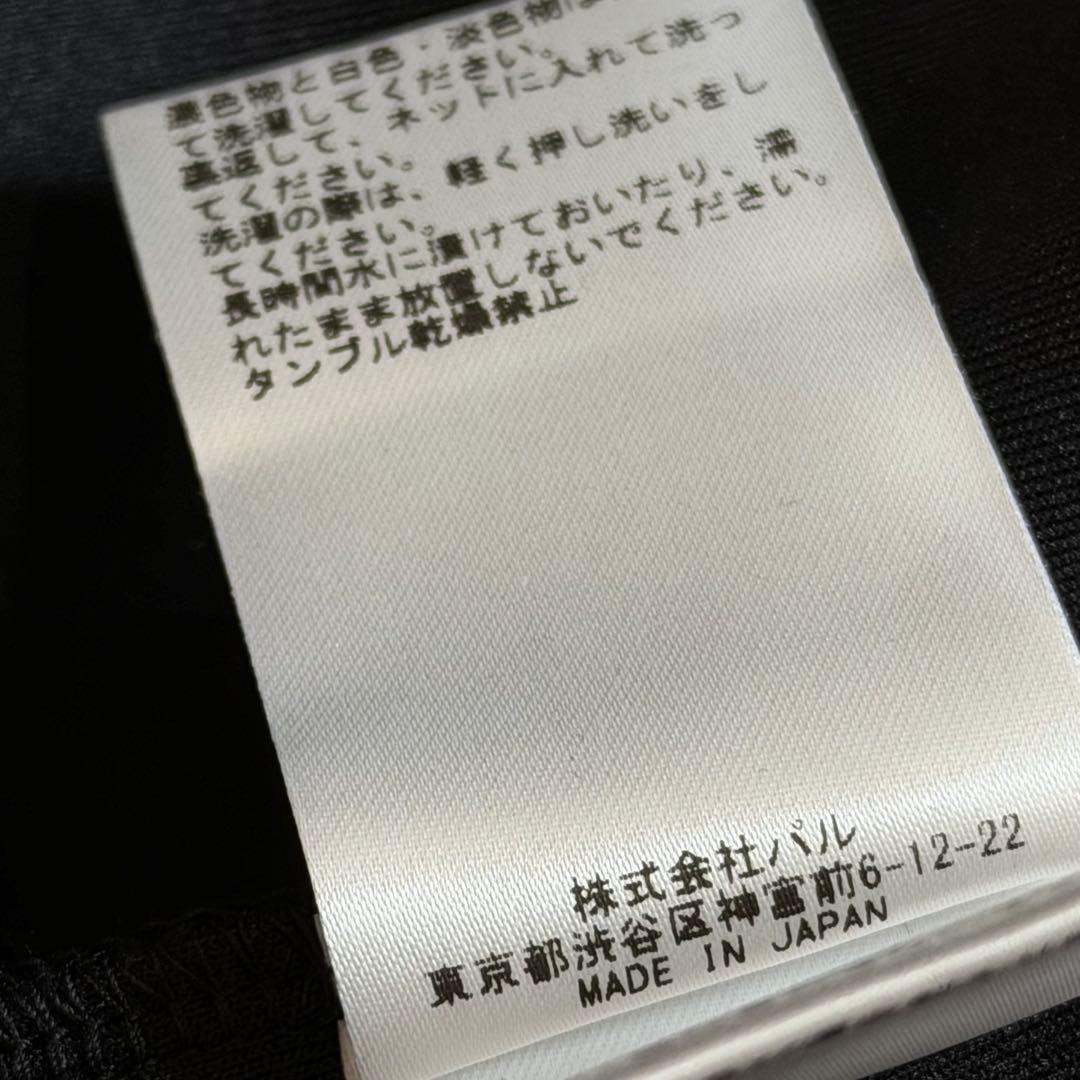 濃色物と白色・淡色物は
て洗濯してください。
裏返して、ネットに入れて洗っ
てください。
洗濯の際は、軽く押し洗いをし
てください。
長時間水に漬けておいたり、濡
れたまま放置しないでください。
タンブル乾燥禁止
株式会社パル
東京都渋谷区神宮前6-12-22
MADE IN JAPAN